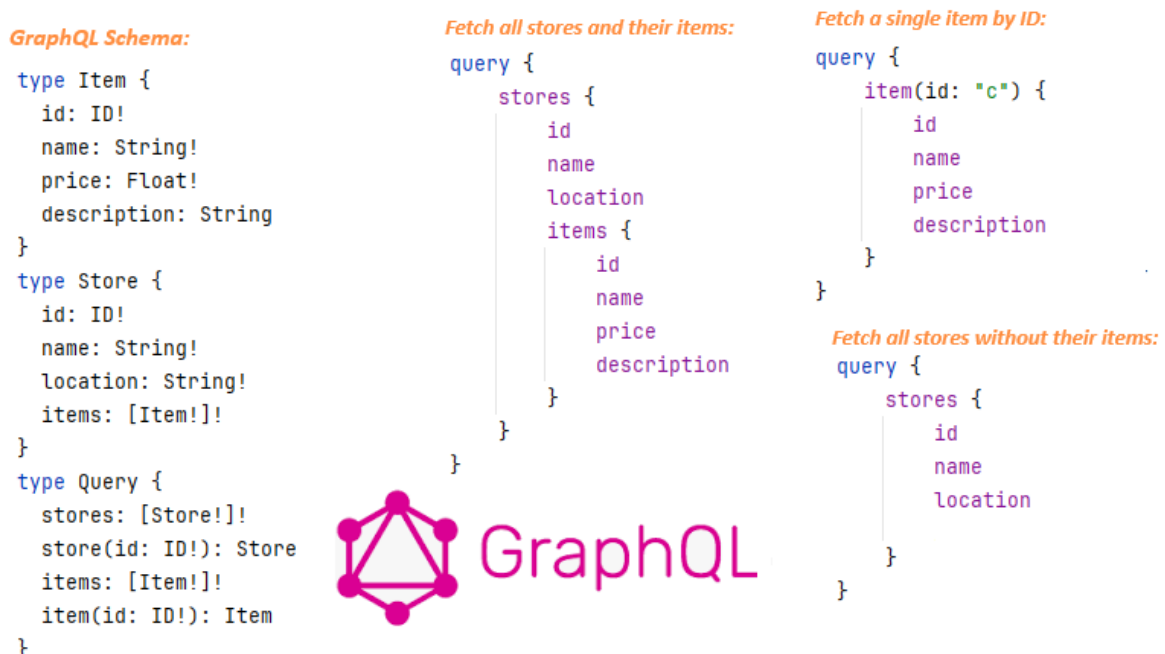 GraphQL Schema:
type Item {
  id: ID!
  name: String!
  price: Float!
  description: String
}
type Store {
  id: ID!
  name: String!
  location: String!
  items: [Item!]!
}
type Query {
  stores: [Store!]!
  store(id: ID!): Store
  items: [Item!]!
  item(id: ID!): Item
}
Fetch all stores and their items:
query {
    stores {
        id
        name
        location
        items {
            id
            name
            price
            description
        }
    }
}
GraphQL
Fetch a single item by ID:
query {
    item(id: "c") {
        id
        name
        price
        description
    }
}
Fetch all stores without their items:
query {
    stores {
        id
        name
        location
    }
}